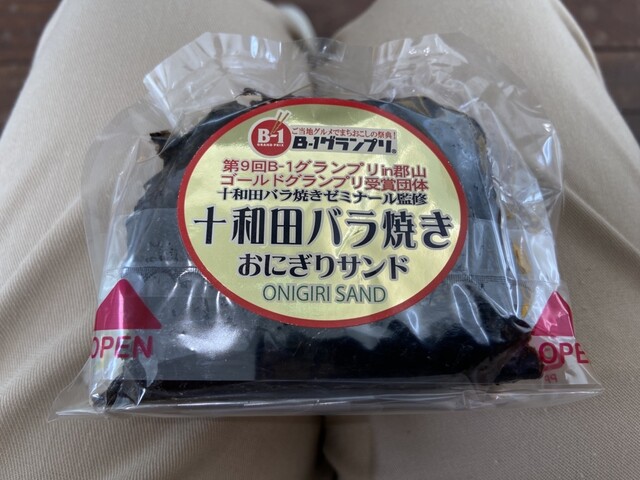 B-1
GRAND PRIX
ご当地グルメでまちおこしの祭典!
B-1グランプリ®
第9回B-1グランプリin郡山
ゴールドグランプリ受賞団体
十和田バラ焼きゼミナール監修
十和田バラ焼き
おにぎりサンド
ONIGIRI SAND
OPEN
OPEN
PP